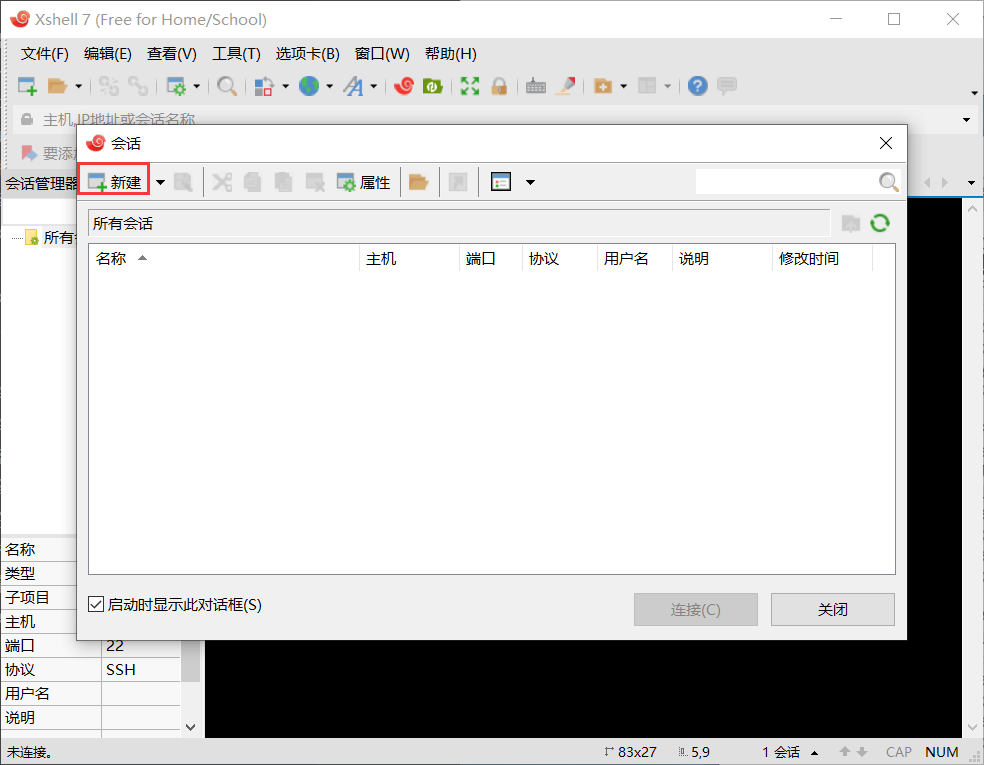 Xshell 7 (Free for Home/School)
文件(F) 编辑(E) 查看(V) 工具(T) 选项卡(B) 窗口(W) 帮助(H)
主机,IP地址或会话名称
要添加
会话
会话管理器
新建 属性
所有会话
所有
名称 主机 端口 协议 用户名 说明 修改时间
名称
类型
子项目
启动时显示此对话框(S) 连接(C) 关闭
主机
端口 22
协议 SSH
用户名
说明
未连接。 83x27 5,9 1 会话 CAP NUM